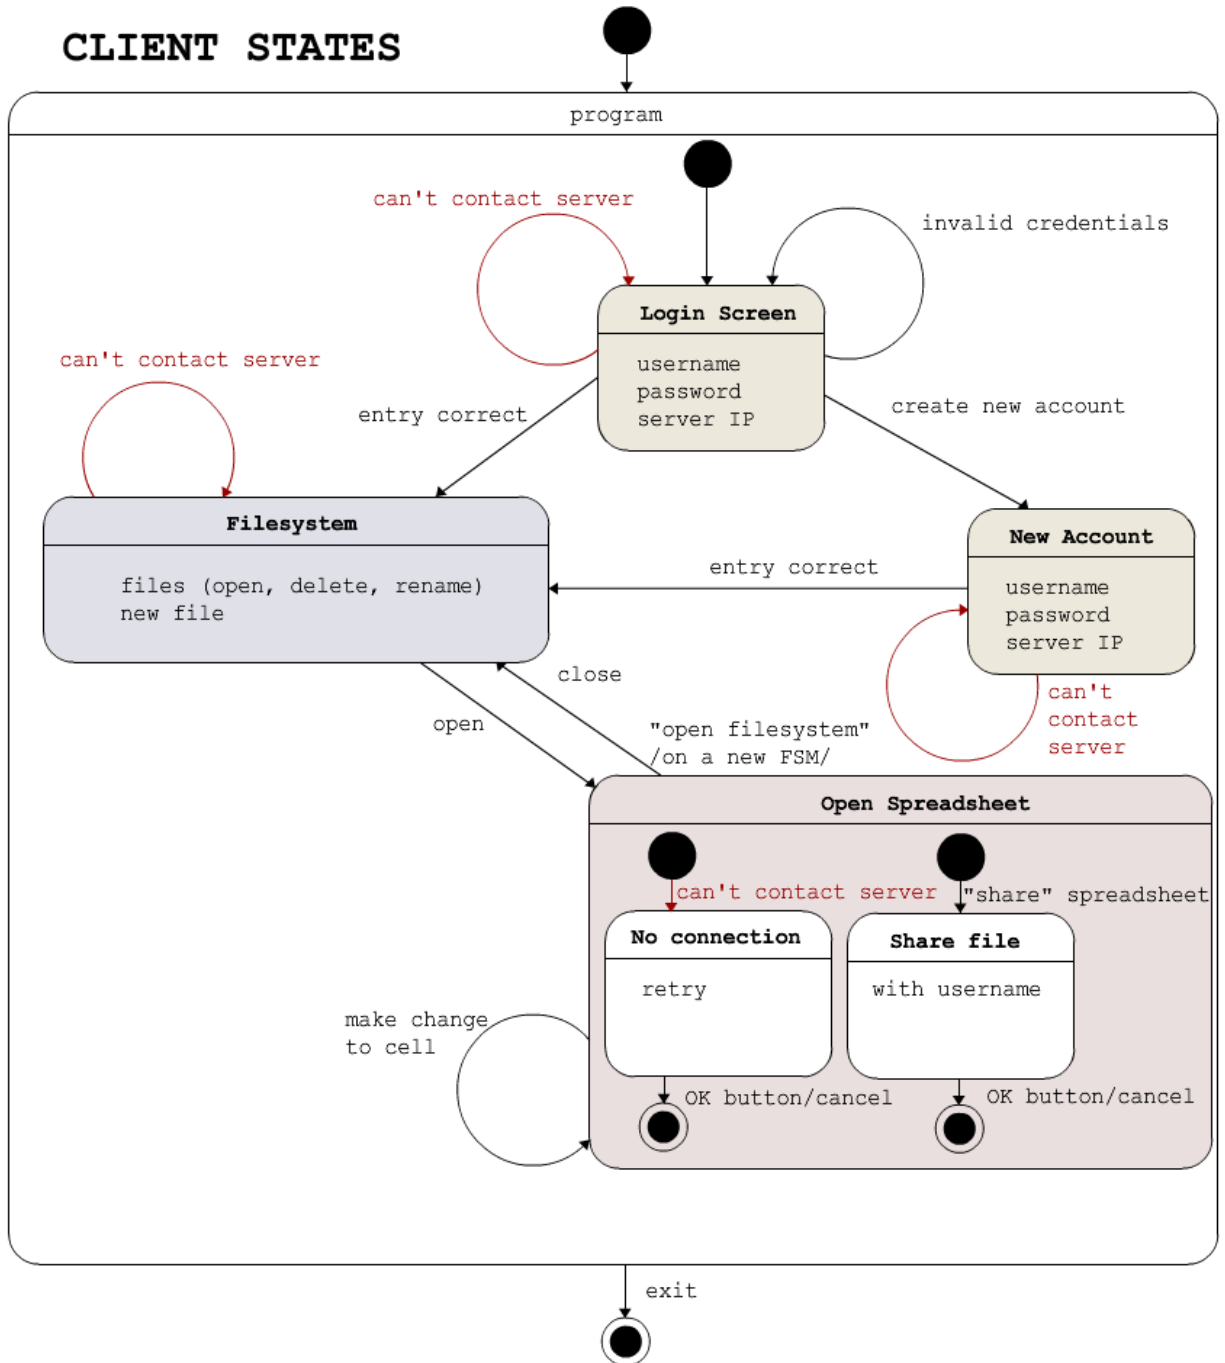 CLIENT STATES
program
can't contact server
invalid credentials
Login Screen
username
password
server IP
can't contact server
entry correct
create new account
Filesystem
files (open, delete, rename)
new file
New Account
username
password
server IP
entry correct
can't
contact
server
close
open
"open filesystem"
/on a new FSM/
Open Spreadsheet
can't contact server
"share" spreadsheet
No connection
retry
Share file
with username
make change
to cell
OK button/cancel
OK button/cancel
exit